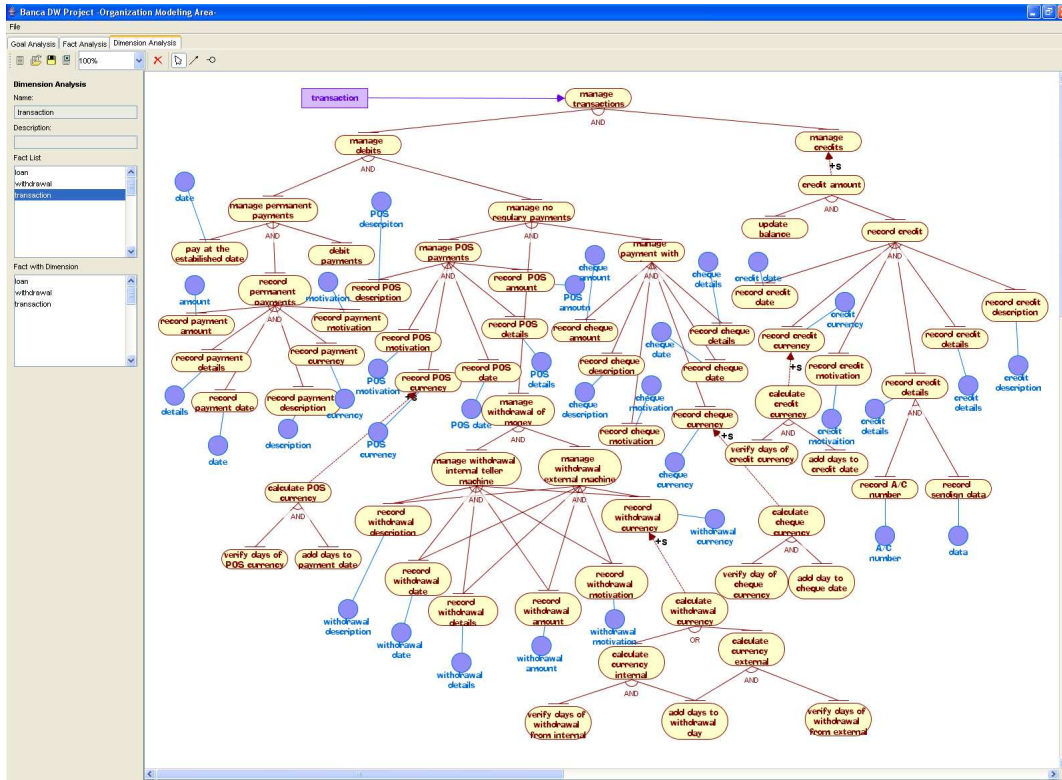 Banca DW Project -Organization Modeling Area-
File
Goal Analysis
Fact Analysis
Dimension Analysis
100%
Dimension Analysis
Name:
transaction
Description:
Fact List
loan
withdrawal
transaction
Fact with Dimension
loan
withdrawal
transaction
transaction
manage
transactions
AND
manage
debits
AND
manage
credits
+s
credit amount
AND
date
manage permanent
payments
AND
POS
descripiton
manage no
regulary payments
AND
update
balance
record credit
AND
pay at the
estabilished date
debit
payments
manage POS
payments
AND
manage
payment with
AND
cheque
amount
cheque
details
record
permanent
payments
AND
amount
motivation
record POS
description
record POS
amount
POS
amoutn
credit date
record credit
date
credit
currency
record credit
description
record payment
amount
record payment
motivation
record POS
motivation
record POS
details
record cheque
amount
record cheque
details
cheque
date
record credit
currency
+s
record credit
details
record payment
details
record payment
currency
record POS
currency
+s
record POS
date
record cheque
description
record cheque
date
record credit
motivation
record credit
details
AND
credit
details
credit description
details
record
payment date
record payment
description
currency
POS
motivation
POS
details
cheque
description
cheque
motivation
calculate
credit
currency
AND
credit
details
date
description
POS
currency
POS date
manage
withdrawal of
money
AND
record cheque
motivation
record cheque
currency
+s
credit
motivation
verify days of
credit currency
add days to
credit date
manage withdrawal
internal teller
machine
AND
manage
withdrawal
external machine
AND
cheque
currency
record A/C
number
record
sendign data
calculate POS
currency
AND
record
withdrawal
description
record
withdrawal
currency
+s
withdrawal
currency
calculate
cheque
currency
AND
A/C
number
data
verify days of
POS currency
add days to
payment date
record
withdrawal
date
record
withdrawal
details
record
withdrawal
amount
record
withdrawal
motivation
verify day of
cheque
currency
add day to
cheque date
withdrawal
description
withdrawal
date
withdrawal
details
withdrawal
amount
withdrawal
motivation
calculate
withdrawal
currency
OR
calculate
currency
internal
AND
calculate
currency
external
AND
verify days of
withdrawal
from internal
add days to
withdrawal
day
verify days of
withdrawal
from external